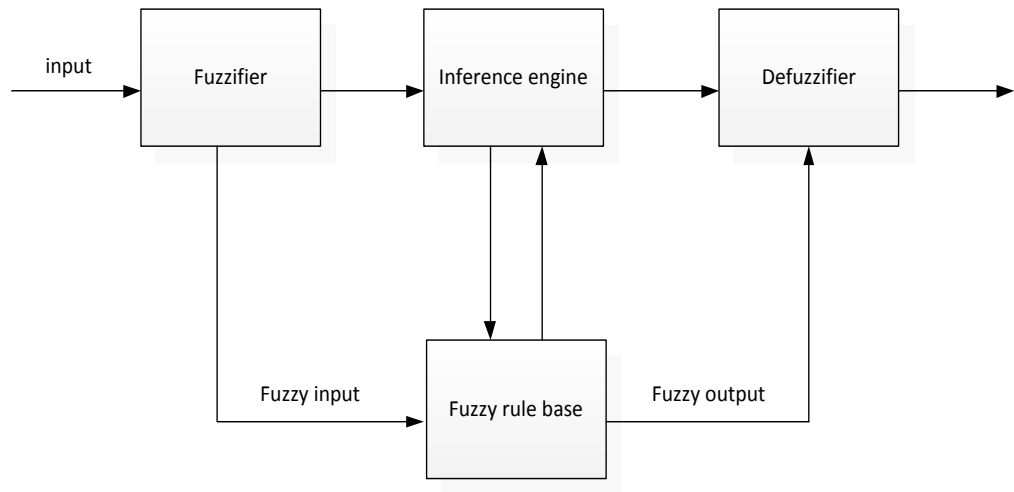 input
Fuzzifier
Inference engine
Defuzzifier
Fuzzy input
Fuzzy rule base
Fuzzy output